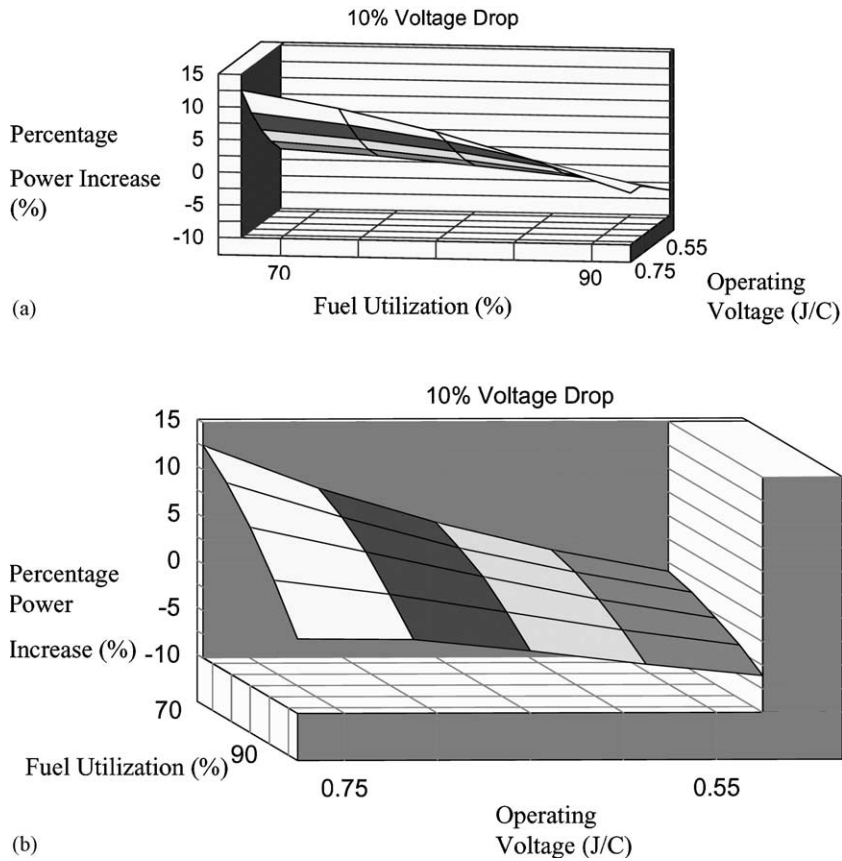 10% Voltage Drop
15
10
5
0
-5
-10
Percentage
Power Increase
(%)
70
90
0.75
0.55
Fuel Utilization (%)
Operating
Voltage (J/C)
(a)
10% Voltage Drop
15
10
5
0
-5
-10
Percentage
Power
Increase (%)
70
90
Fuel Utilization (%)
0.75
0.55
Operating
Voltage (J/C)
(b)